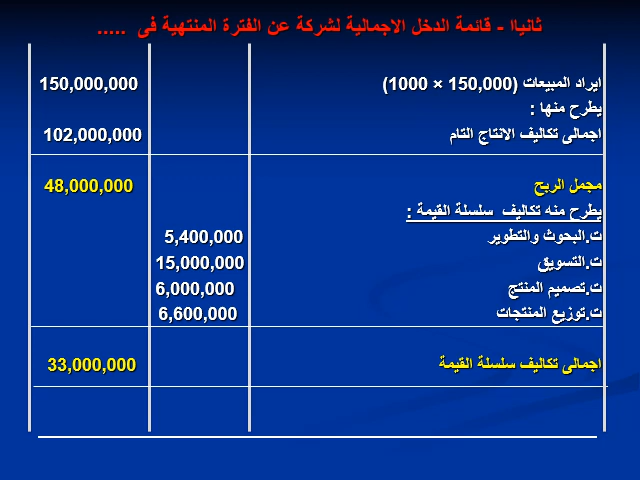 ثانياا - قائمة الدخل الاجمالية لشركة عن الفترة المنتهية فى .....
ايراد المبيعات (150,000 × 1000) 150,000,000
يطرح منها :
اجمالى تكاليف الانتاج التام 102,000,000
مجمل الربح 48,000,000
يطرح منه تكاليف سلسلة القيمة :
ت.البحوث والتطوير 5,400,000
ت.التسويق 15,000,000
ت.تصميم المنتج 6,000,000
ت.توزيع المنتجات 6,600,000
اجمالى تكاليف سلسلة القيمة 33,000,000